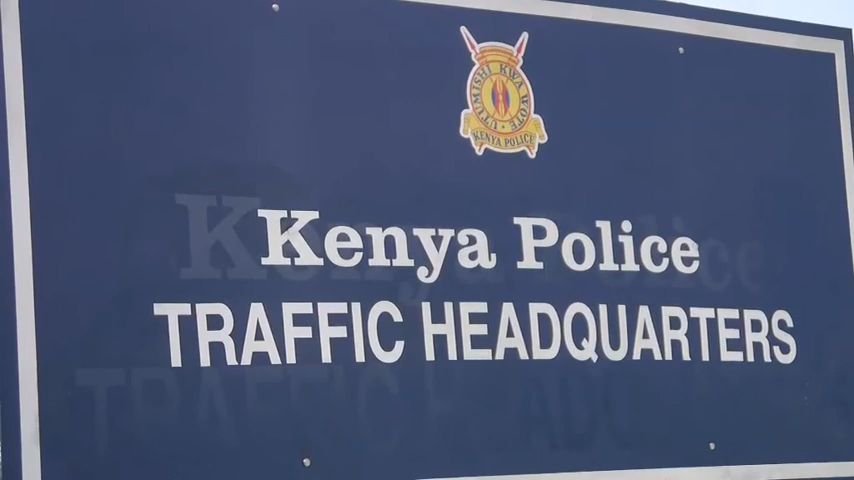 UTUMISHI KWA WOTE
KENYA POLICE
Kenya Police
TRAFFIC HEADQUARTERS